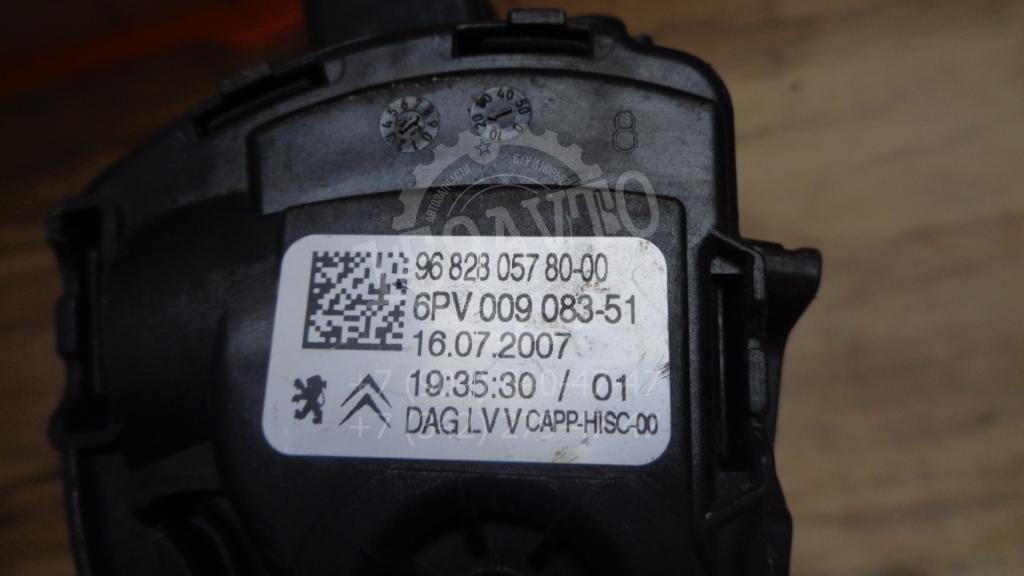 8
96 828 057 80-00
6PV 009 083-51
16.07.2007
19:35:30 / 01
DAG LV V CAPP-HISC-00